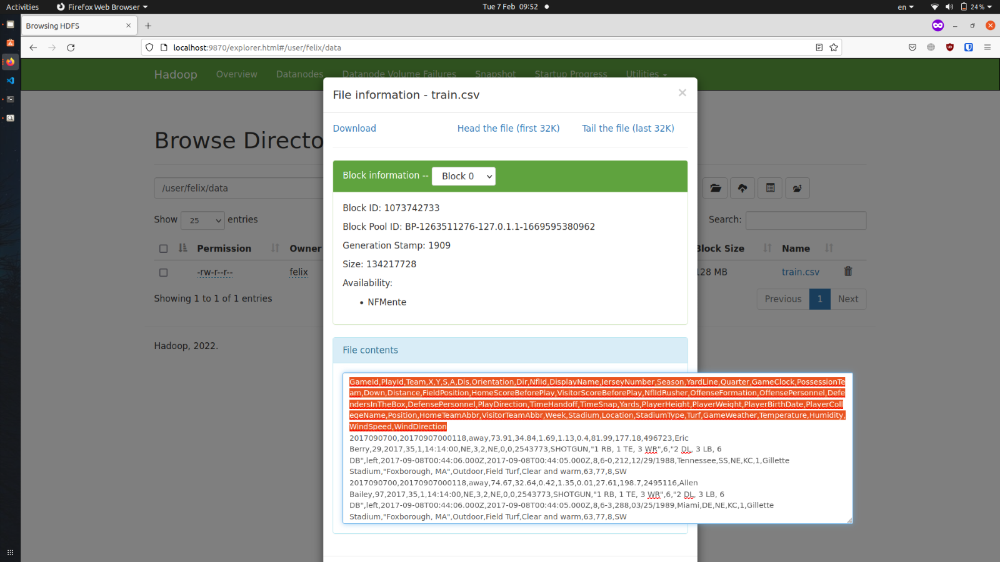 Activities Firefox Web Browser Tue 7 Feb 09:52 en 24 %
Browsing HDFS
localhost:9870/explorer.html#/user/felix/data
Hadoop Overview Datanodes Datanode Volume Failures Snapshot Startup Progress Utilities
File information - train.csv
Download Head the file (first 32K) Tail the file (last 32K)
Browse Directo
Block information -- Block 0
/user/felix/data
Block ID: 1073742733
Show 25 entries Search:
Block Pool ID: BP-1263511276-127.0.1.1-1669595380962
Generation Stamp: 1909
Permission Owner Block Size Name
Size: 134217728
-rw-r--r-- felix 128 MB train.csv
Availability:
Showing 1 to 1 of 1 entries Previous 1 Next
NFMente
Hadoop, 2022.
File contents
GameId,PlayId,Team,X,Y,S,A,Dis,Orientation,Dir,NflId,DisplayName,JerseyNumber,Season,YardLine,Quarter,GameClock,PossessionTe
am,Down,Distance,FieldPosition,HomeScoreBeforePlay,VisitorScoreBeforePlay,NflIdRusher,OffenseFormation,OffensePersonnel,Defe
ndersInTheBox,DefensePersonnel,PlayDirection,TimeHandoff,TimeSnap,Yards,PlayerHeight,PlayerWeight,PlayerBirthDate,PlayerColl
egeName,Position,HomeTeamAbbr,VisitorTeamAbbr,Week,Stadium,Location,StadiumType,Turf,GameWeather,Temperature,Humidity,
WindSpeed,WindDirection
2017090700,20170907000118,away,73.91,34.84,1.69,1.13,0.4,81.99,177.18,496723,Eric
Berry,29,2017,35,1,14:14:00,NE,3,2,NE,0,0,2543773,SHOTGUN,"1 RB, 1 TE, 3 WR",6,"2 DL, 3 LB, 6
DB",left,2017-09-08T00:44:06.000Z,2017-09-08T00:44:05.000Z,8,6-0,212,12/29/1988,Tennessee,SS,NE,KC,1,Gillette
Stadium,"Foxborough, MA",Outdoor,Field Turf,Clear and warm,63,77,8,SW
2017090700,20170907000118,away,74.67,32.64,0.42,1.35,0.01,27.61,198.7,2495116,Allen
Bailey,97,2017,35,1,14:14:00,NE,3,2,NE,0,0,2543773,SHOTGUN,"1 RB, 1 TE, 3 WR",6,"2 DL, 3 LB, 6
DB",left,2017-09-08T00:44:06.000Z,2017-09-08T00:44:05.000Z,8,6-3,288,03/25/1989,Miami,DE,NE,KC,1,Gillette
Stadium,"Foxborough, MA",Outdoor,Field Turf,Clear and warm,63,77,8,SW